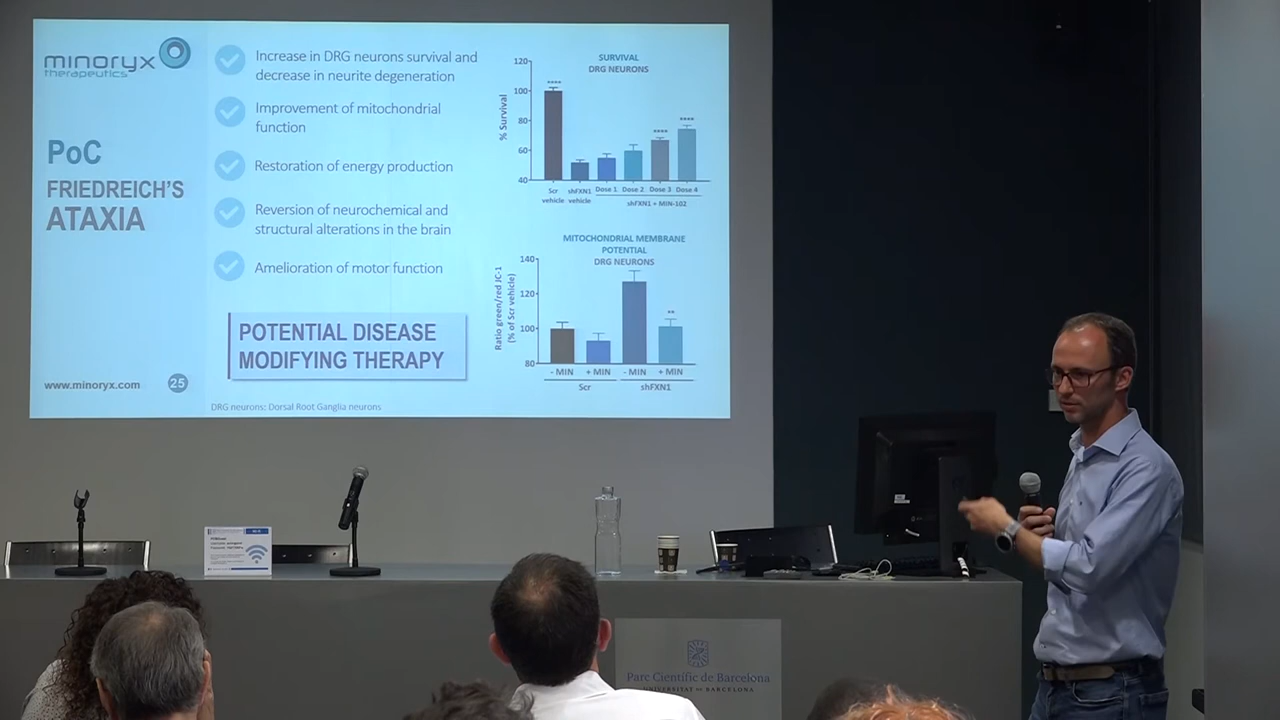 minoryx
therapeutics
PoC
FRIEDREICH'S
ATAXIA
www.minoryx.com
25
Increase in DRG neurons survival and
decrease in neurite degeneration
Improvement of mitochondrial
function
Restoration of energy production
Reversion of neurochemical and
structural alterations in the brain
Amelioration of motor function
POTENTIAL DISEASE
MODIFYING THERAPY
DRG neurons: Dorsal Root Ganglia neurons
SURVIVAL
DRG NEURONS
% Survival
120
100
80
60
40
****
****
****
Scr
vehicle
shFXN1
vehicle
Dose 1
Dose 2
Dose 3
Dose 4
shFXN1 + MIN-102
MITOCHONDRIAL MEMBRANE
POTENTIAL
DRG NEURONS
Ratio green/red JC-1
(% of Scr vehicle)
140
120
100
80
**
- MIN
+ MIN
- MIN
+ MIN
Scr
shFXN1
Parc Científic de Barcelona
UNIVERSITAT DE BARCELONA